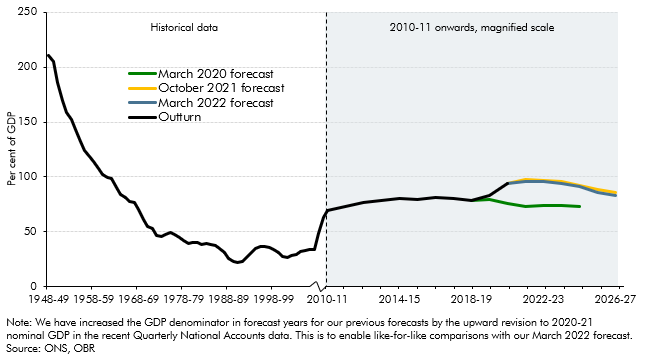 250
200
150
100
50
0
Per cent of GDP
Historical data
2010-11 onwards, magnified scale
March 2020 forecast
October 2021 forecast
March 2022 forecast
Outturn
1948-49 1958-59 1968-69 1978-79 1988-89 1998-99 2010-11 2014-15 2018-19 2022-23 2026-27
Note: We have increased the GDP denominator in forecast years for our previous forecasts by the upward revision to 2020-21
nominal GDP in the recent Quarterly National Accounts data. This is to enable like-for-like comparisons with our March 2022 forecast.
Source: ONS, OBR